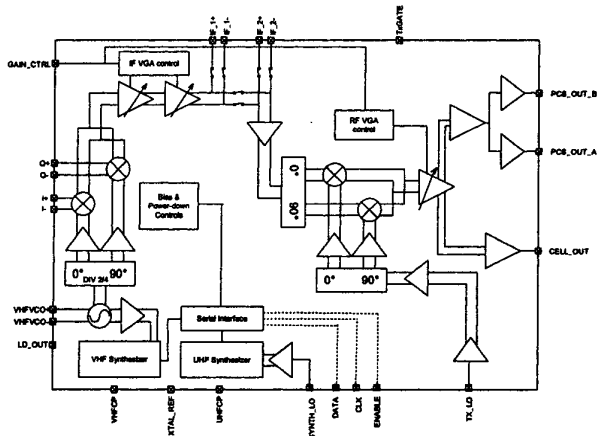 IF_1+
IF_1-
IF_2+
IF_2-
TxGATE
GAIN_CTRL
IF VGA control
RF VGA
control
PCS_OUT_B
PCS_OUT_A
Q+
Q-
I+
I-
Bias &
Power-down
Controls
0°
90°
CELL_OUT
0° 90°
DIV 2/4
0° 90°
VHFVCO
VHFVCO
LD_OUT
Serial Interface
VHF Synthesizer
UHF Synthesizer
VHFCP
XTAL_REF
UHFCP
SYNTH_LO
DATA
CLK
ENABLE
TX_LO